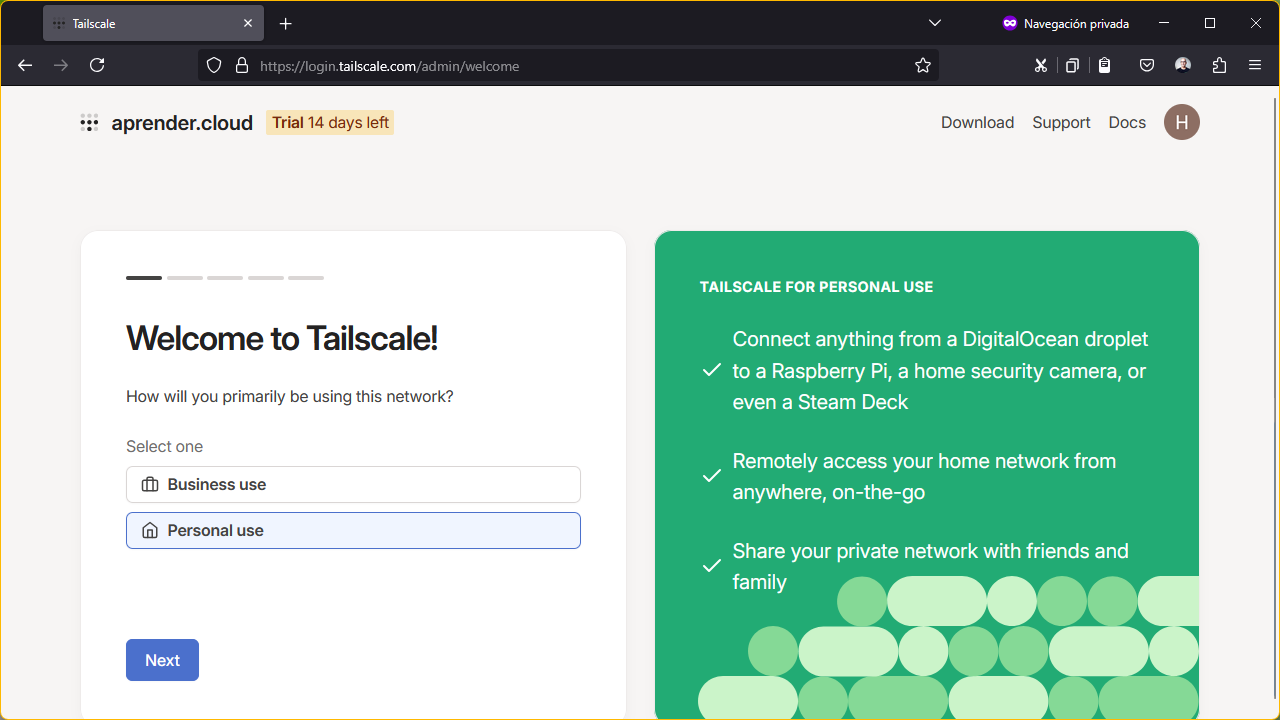 Tailscale
Navegación privada
https://login.tailscale.com/admin/welcome
aprender.cloud
Trial 14 days left
Download
Support
Docs
H
Welcome to Tailscale!
How will you primarily be using this network?
Select one
Business use
Personal use
Next
TAILSCALE FOR PERSONAL USE
Connect anything from a DigitalOcean droplet
to a Raspberry Pi, a home security camera, or
even a Steam Deck
Remotely access your home network from
anywhere, on-the-go
Share your private network with friends and
family